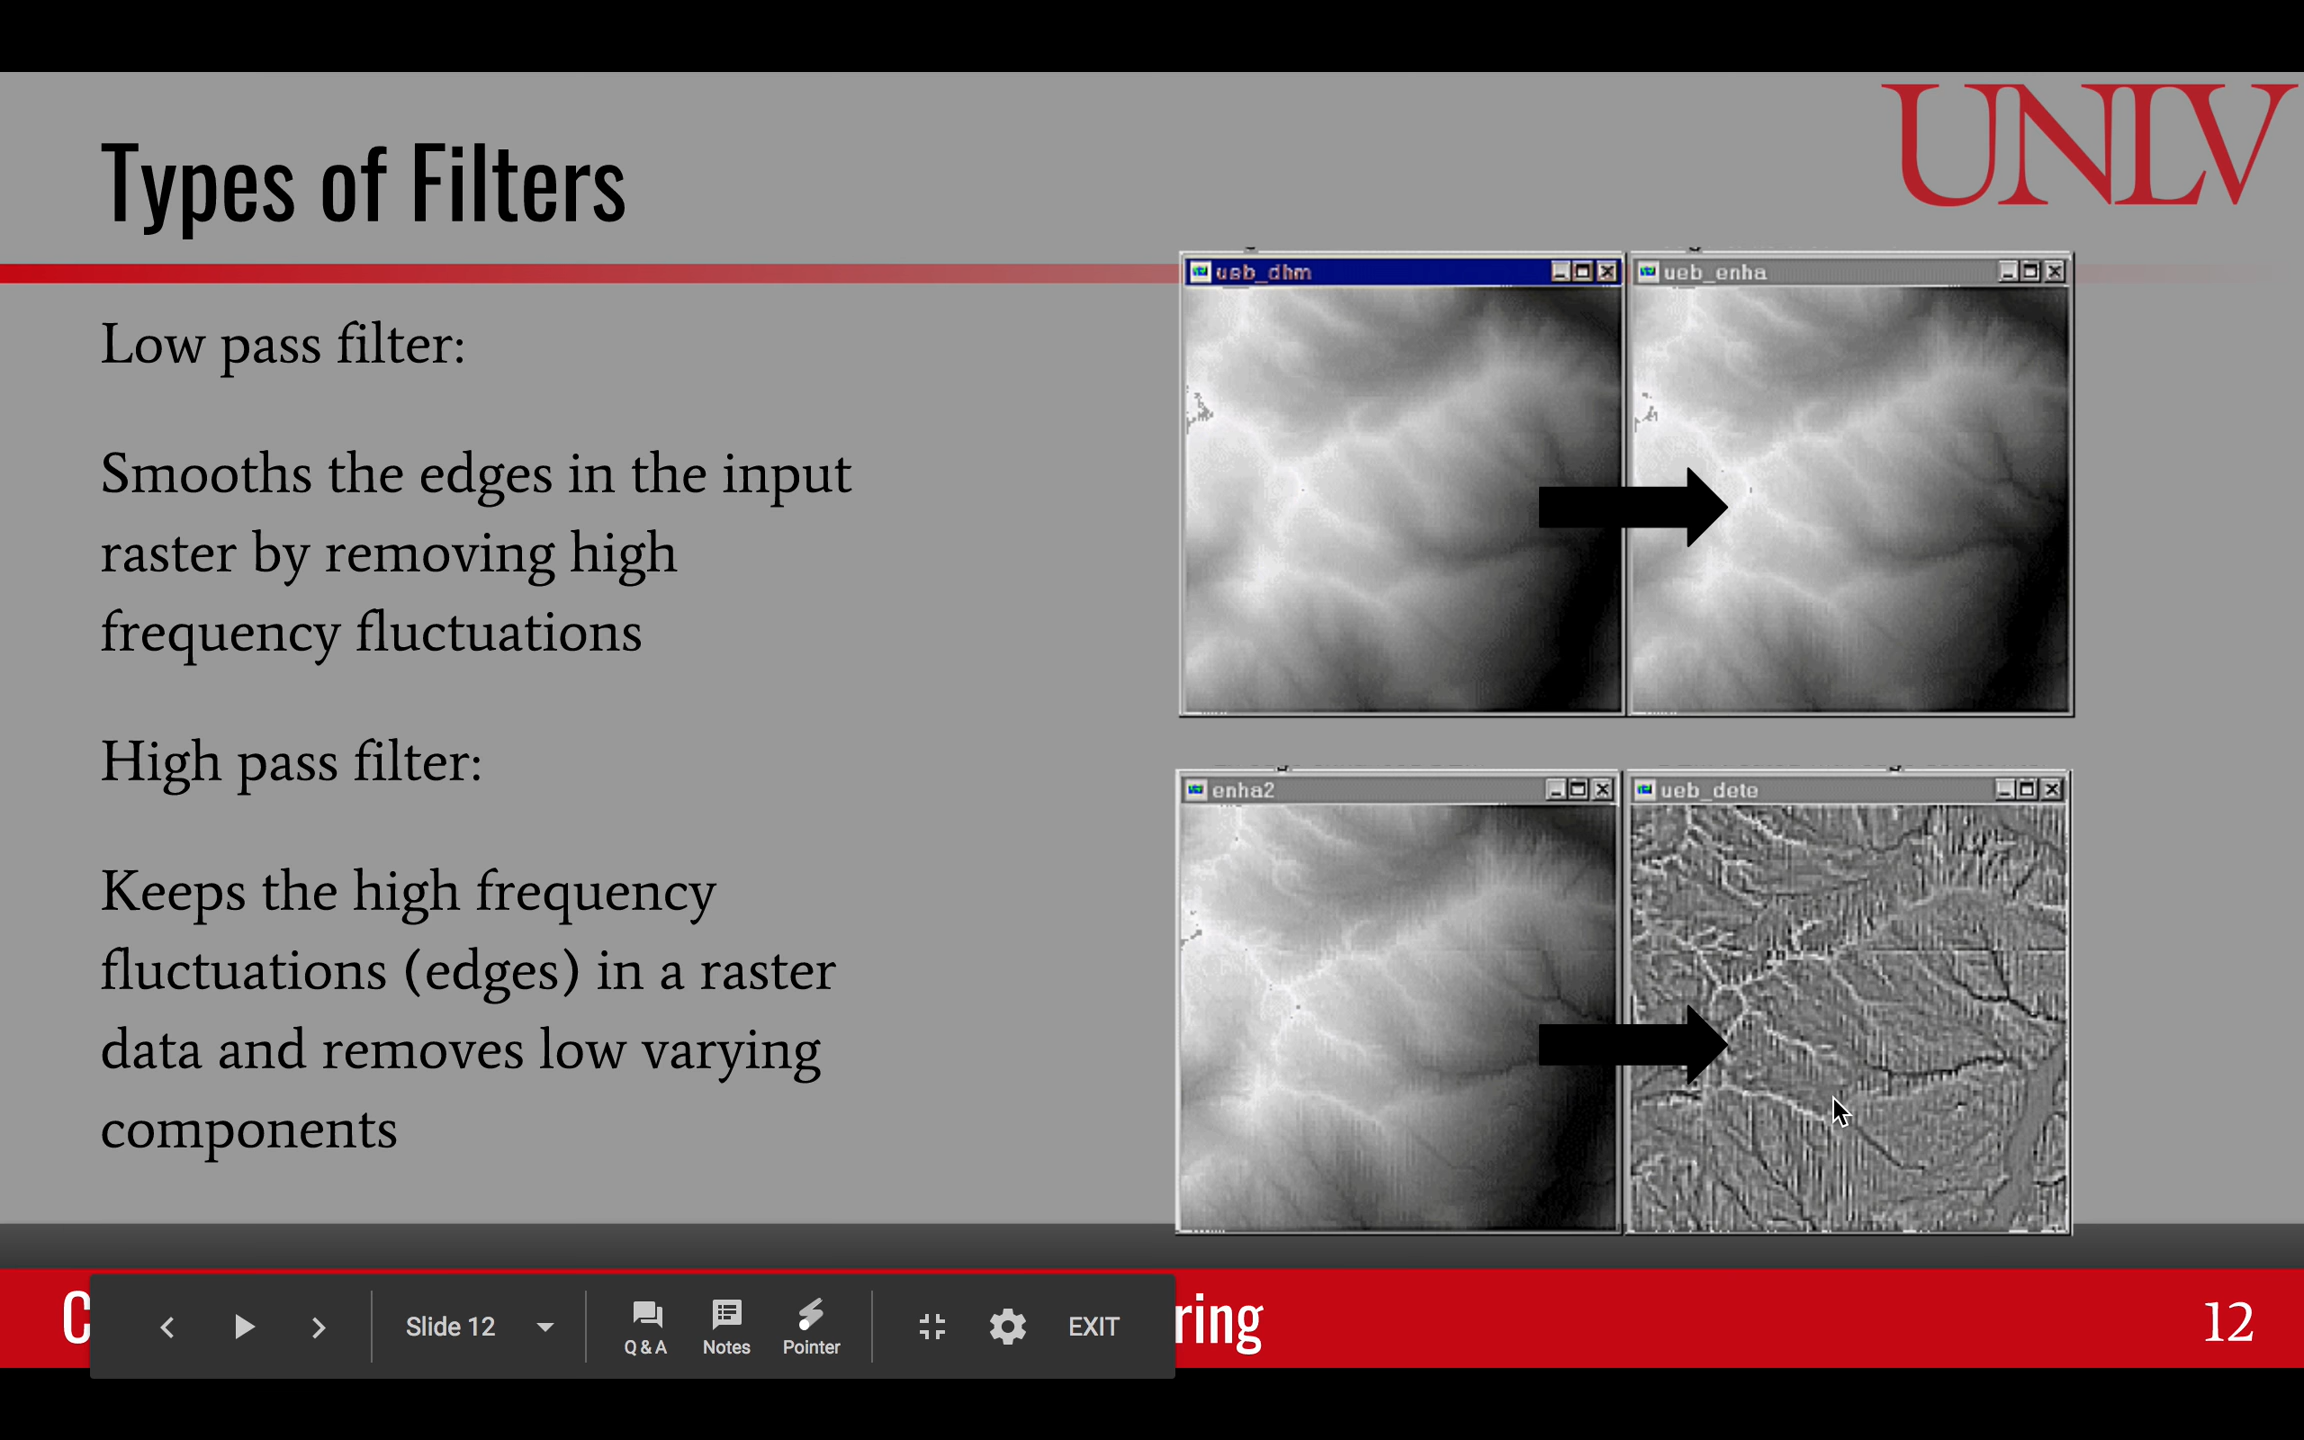 UNLV
Types of Filters
Low pass filter:
Smooths the edges in the input
raster by removing high
frequency fluctuations
High pass filter:
Keeps the high frequency
fluctuations (edges) in a raster
data and removes low varying
components
usb_dhm
ueb_enha
enha2
ueb_dete
C
ring
12
Slide 12
Q & A
Notes
Pointer
EXIT